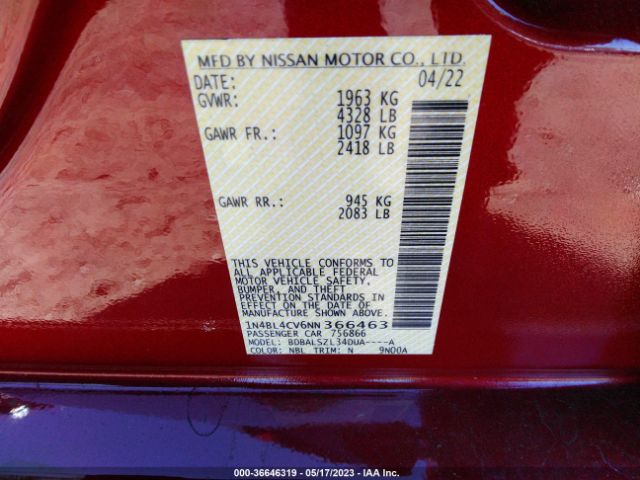 MFD BY NISSAN MOTOR CO., LTD.
DATE: 04/22
GVWR: 1963 KG
4328 LB
GAWR FR.: 1097 KG
2418 LB
GAWR RR.: 945 KG
2083 LB
THIS VEHICLE CONFORMS TO
ALL APPLICABLE FEDERAL
MOTOR VEHICLE SAFETY,
BUMPER, AND THEFT
PREVENTION STANDARDS IN
EFFECT ON THE DATE OF
MANUFACTURE SHOWN ABOVE.
1N4BL4CV6NN366463
PASSENGER CAR 756866
MODEL: BDBALSZL34DUA----A
COLOR: NBL TRIM: N 9N00A
000-36646319 - 05/17/2023 - IAA Inc.